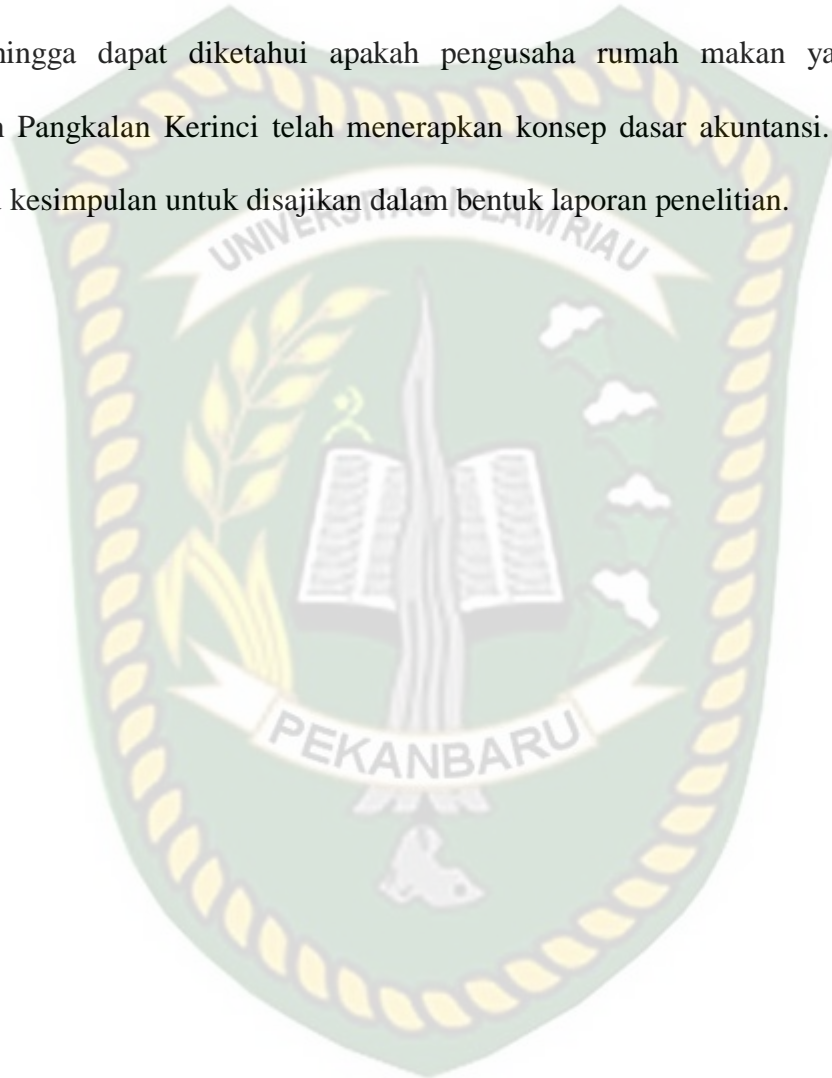 hingga dapat diketahui apakah pengusaha rumah makan ya
Pangkalan Kerinci telah menerapkan konsep dasar akuntansi.
kesimpulan untuk disajikan dalam bentuk laporan penelitian.
UNIVERSITAS ISLAM RIAU
PEKANBARU